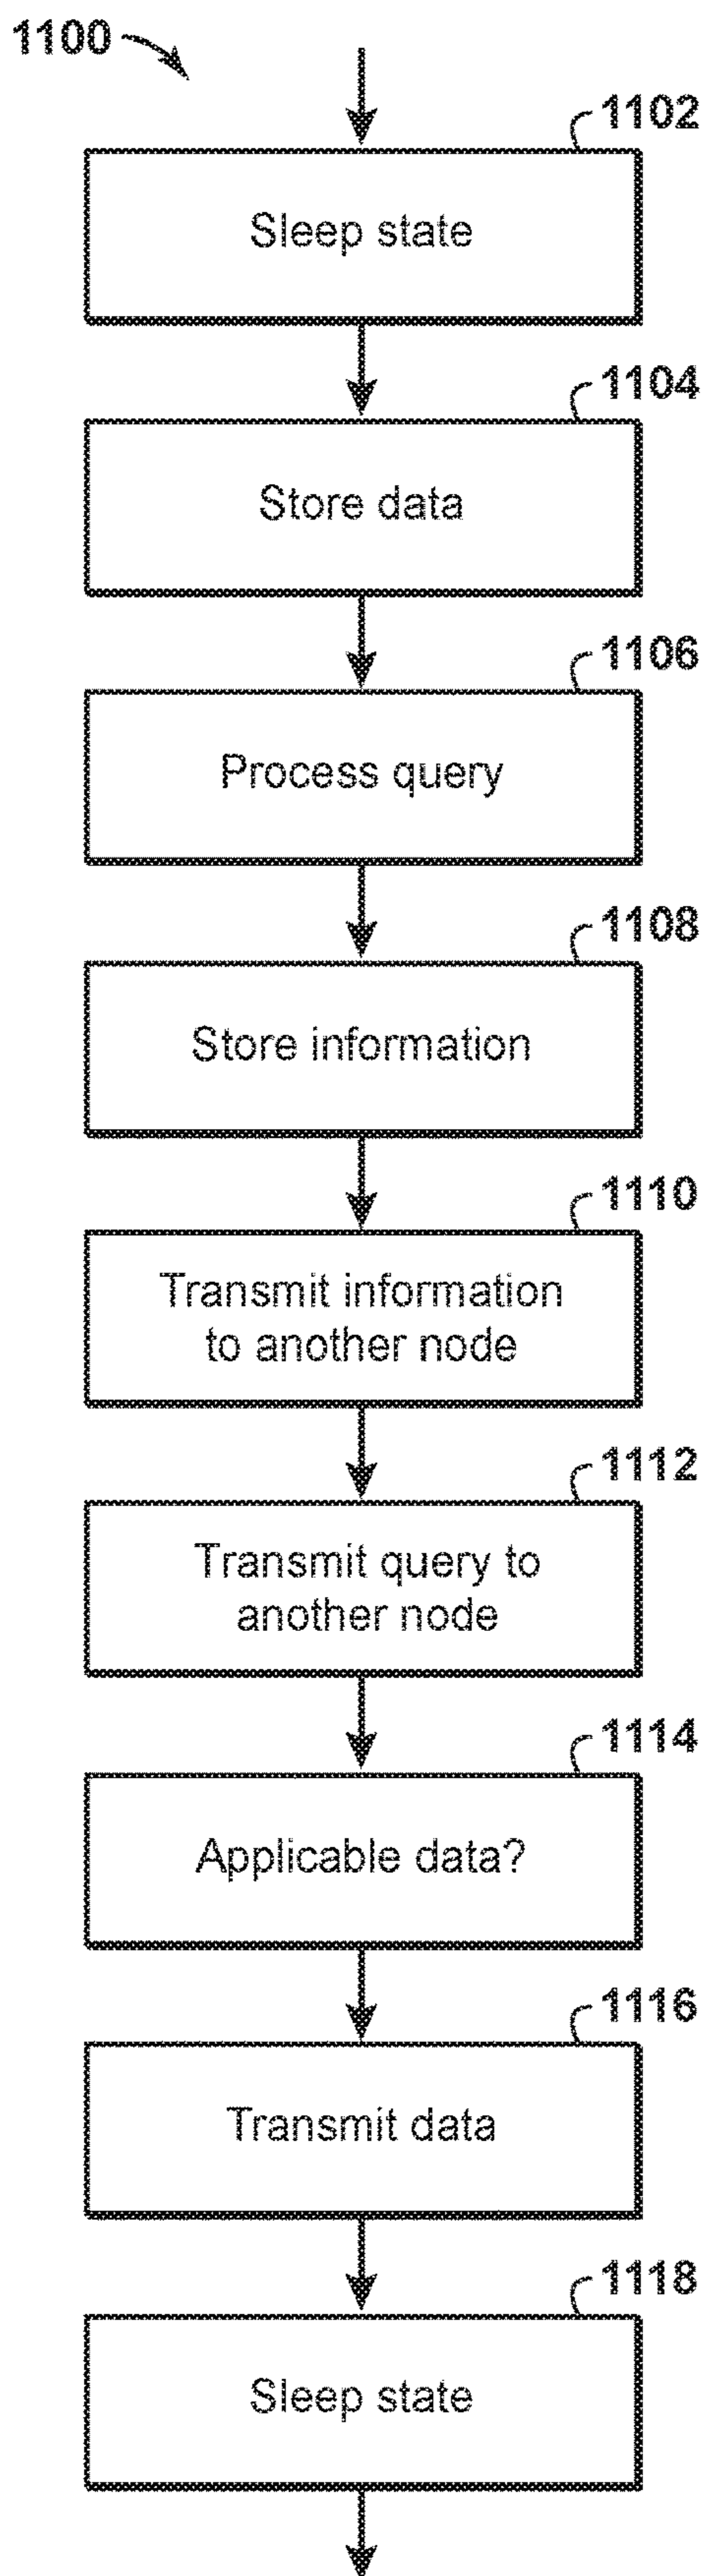 1100
1102
Sleep state
1104
Store data
1106
Process query
1108
Store information
1110
Transmit information
to another node
1112
Transmit query to
another node
1114
Applicable data?
1116
Transmit data
1118
Sleep state